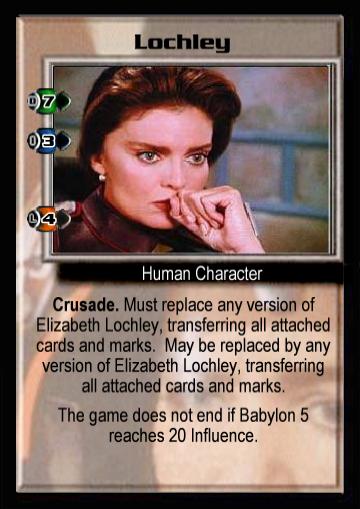 Lochley
D 7
D 3
L 4
Human Character
Crusade. Must replace any version of
Elizabeth Lochley, transferring all attached
cards and marks. May be replaced by any
version of Elizabeth Lochley, transferring
all attached cards and marks.
The game does not end if Babylon 5
reaches 20 Influence.